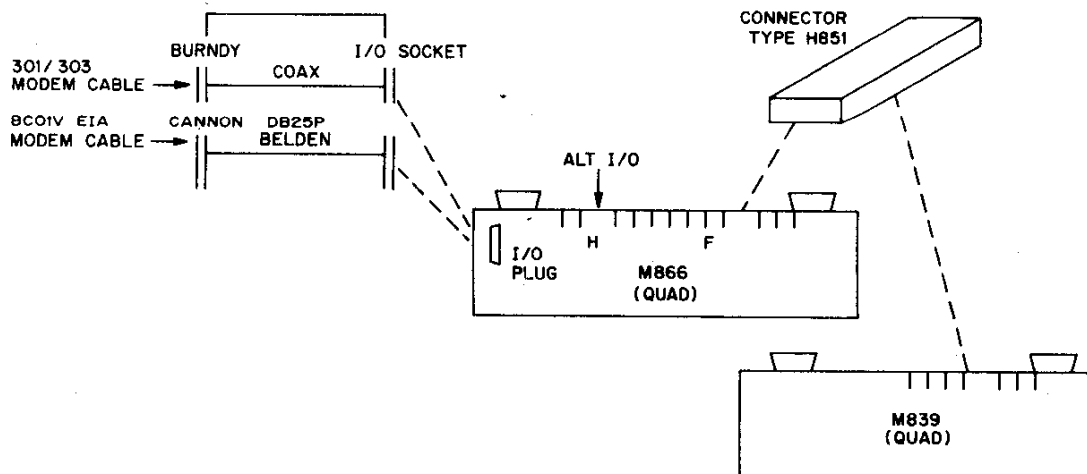 CONNECTOR
TYPE H851
BURNDY
I/O SOCKET
301/303
MODEM CABLE
COAX
BC01V EIA
MODEM CABLE
CANNON
DB25P
BELDEN
ALT I/O
H
F
I/O
PLUG
M866
(QUAD)
M839
(QUAD)